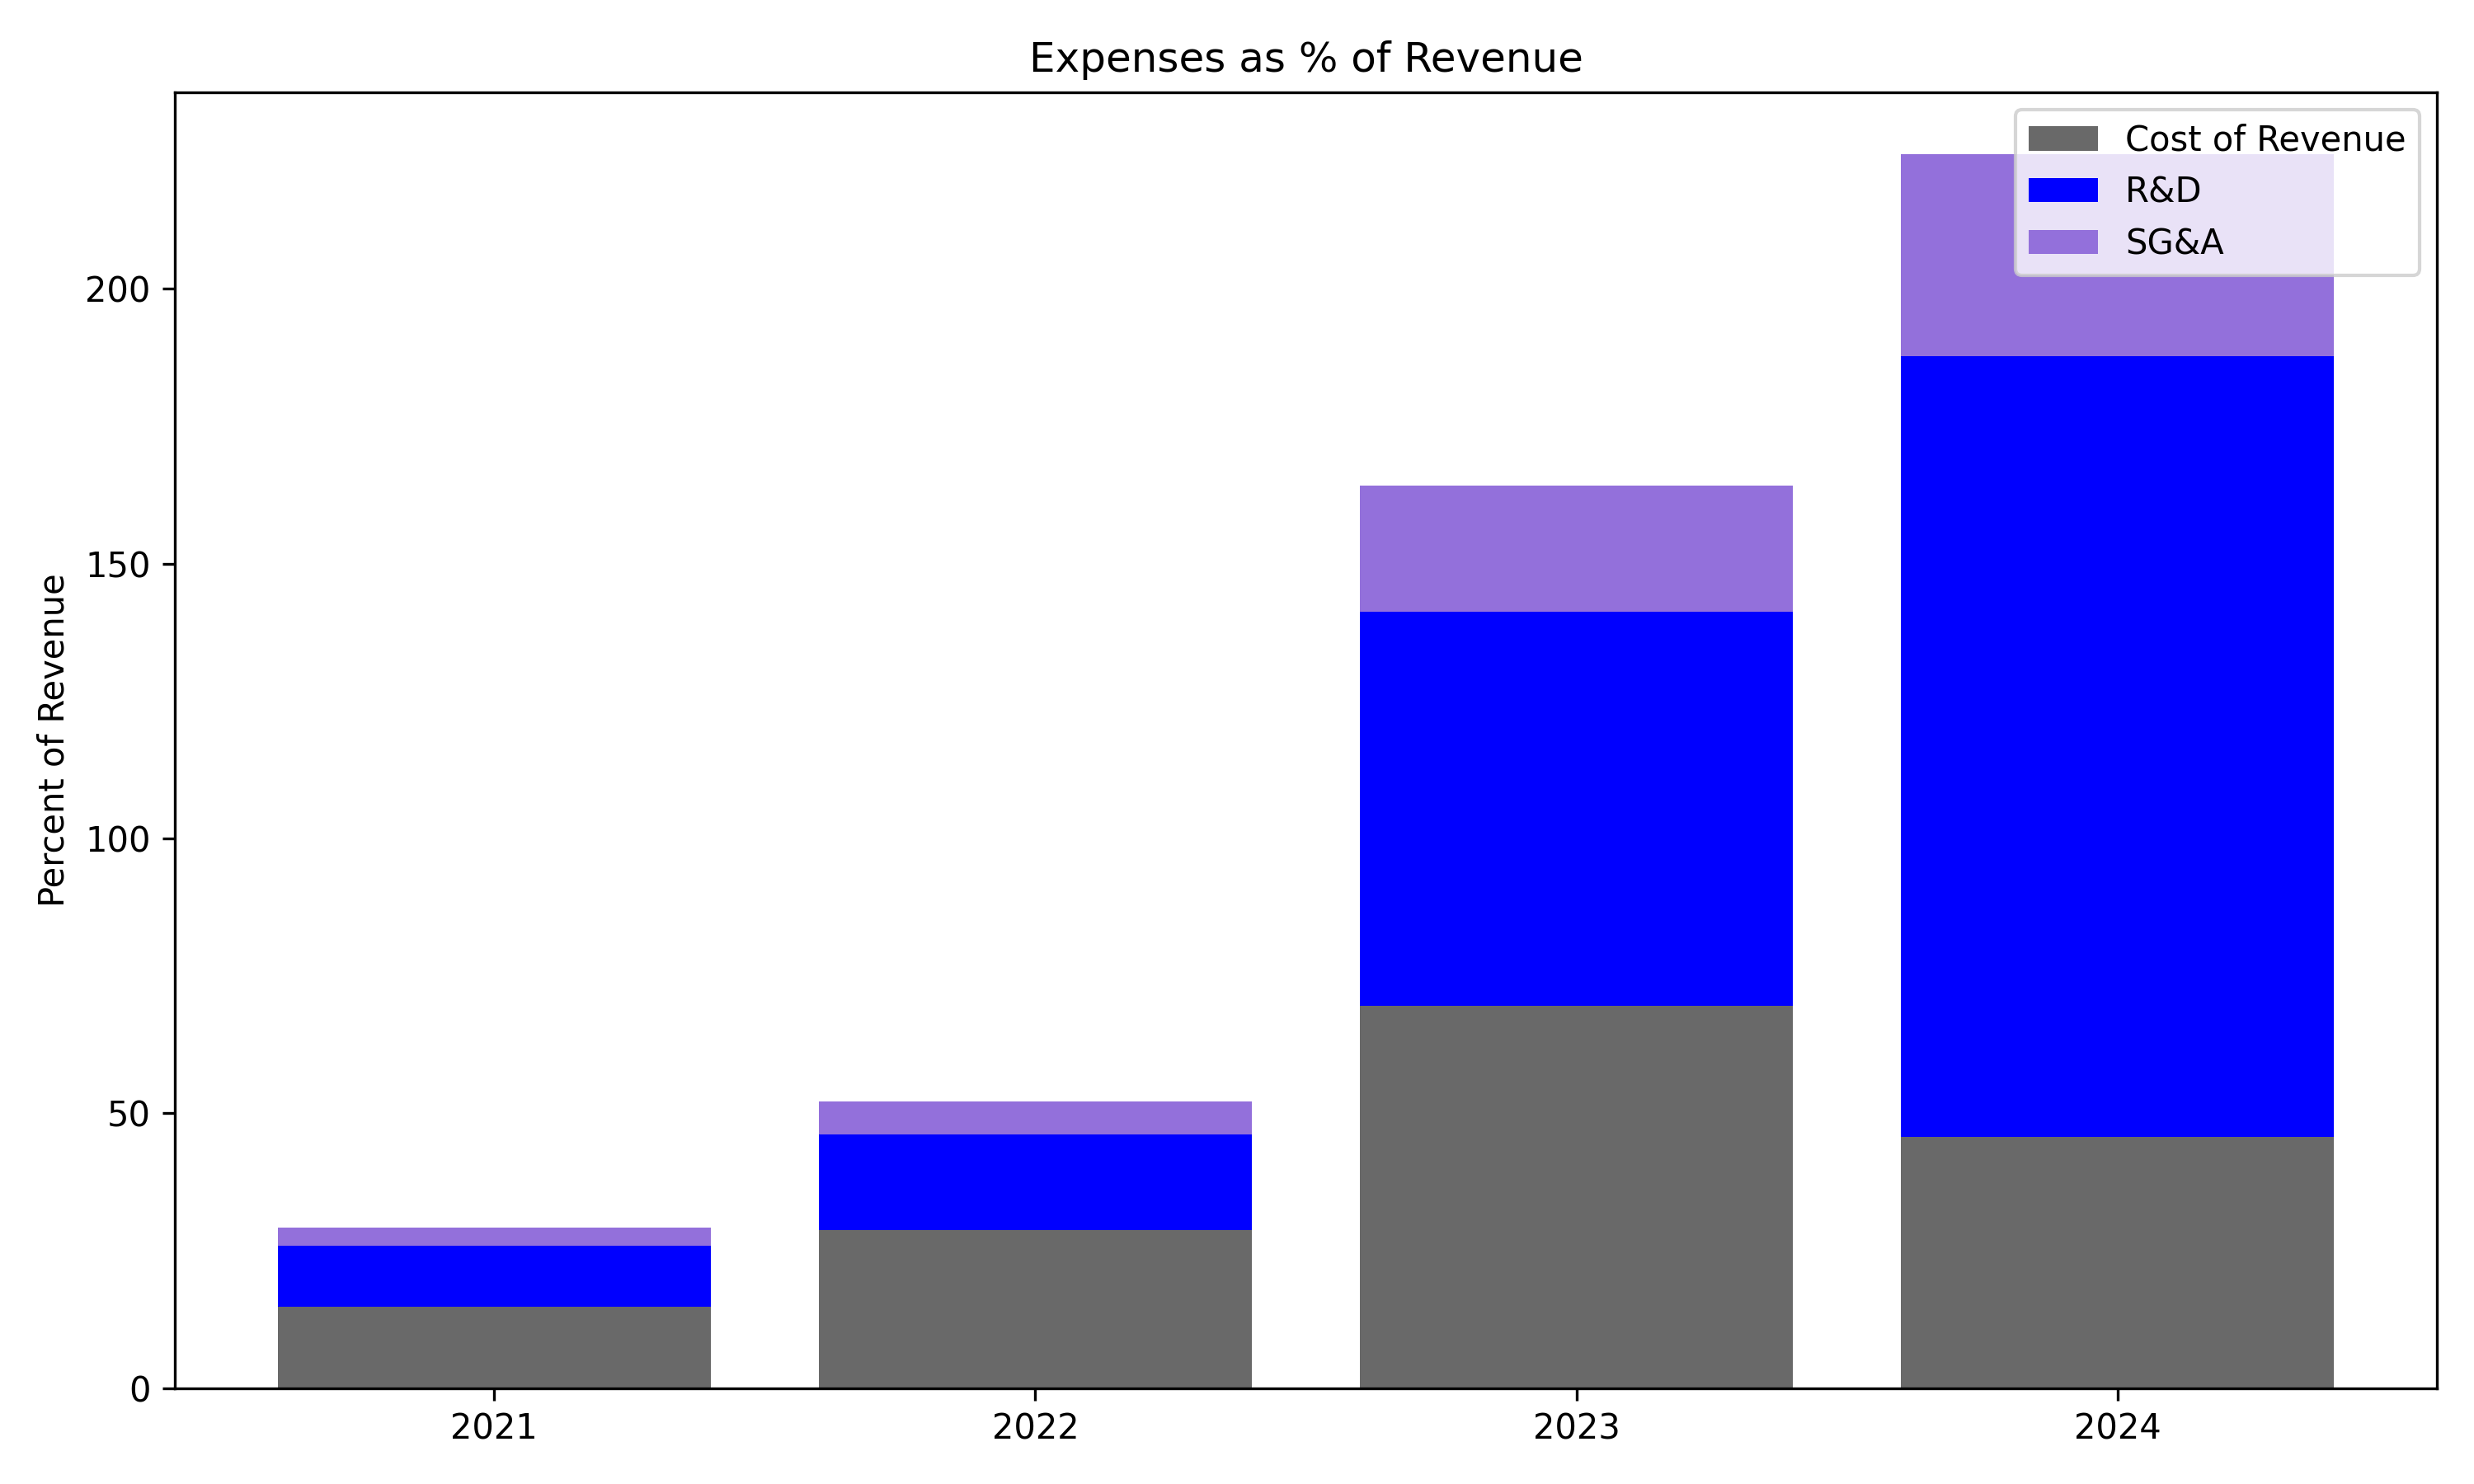 Expenses as % of Revenue
Cost of Revenue
R&D
SG&A
Percent of Revenue
200
150
100
50
0
2021
2022
2023
2024